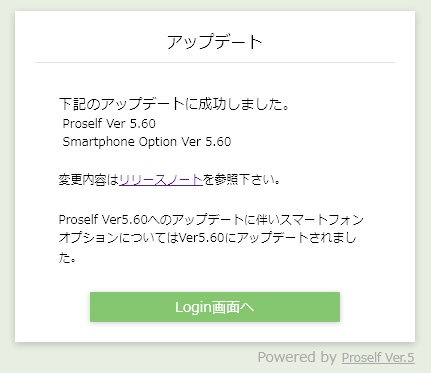 アップデート
下記のアップデートに成功しました。
Proself Ver 5.60
Smartphone Option Ver 5.60
変更内容はリリースノートを参照下さい。
Proself Ver5.60へのアップデートに伴いスマートフォン
オプションについてはVer5.60にアップデートされまし
た。
Login画面へ
Powered by Proself Ver.5